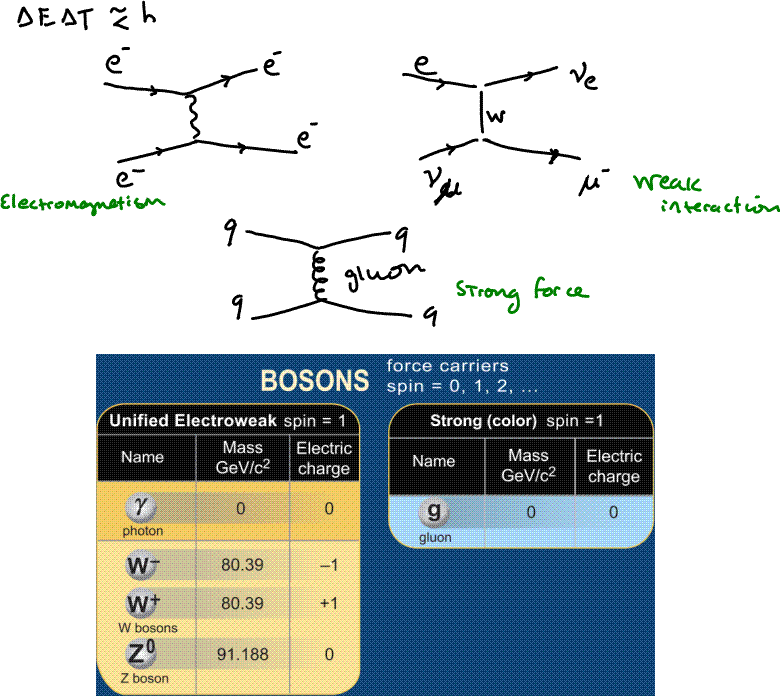 ΔEΔT ≳ h
e⁻ e⁻
e⁻ e⁻
Electromagnetism
e νe
W
νμ μ⁻
Weak
interaction
q q
gluon
q q
Strong force
BOSONS
force carriers
spin = 0, 1, 2, ...
Unified Electroweak spin = 1
Name
Mass
GeV/c²
Electric
charge
γ 0 0
photon
W⁻ 80.39 –1
W⁺ 80.39 +1
W bosons
Z⁰ 91.188 0
Z boson
Strong (color) spin =1
Name
Mass
GeV/c²
Electric
charge
g 0 0
gluon